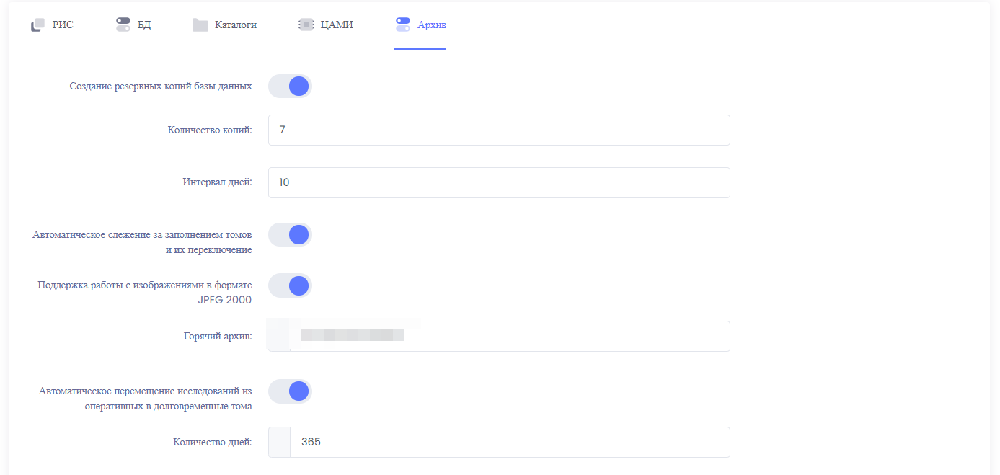 РИС БД Каталоги ЦАМИ Архив
Создание резервных копий базы данных
Количество копий: 7
Интервал дней: 10
Автоматическое слежение за заполнением томов
и их переключение
Поддержка работы с изображениями в формате
JPEG 2000
Горячий архив:
Автоматическое перемещение исследований из
оперативных в долговременные тома
Количество дней: 365